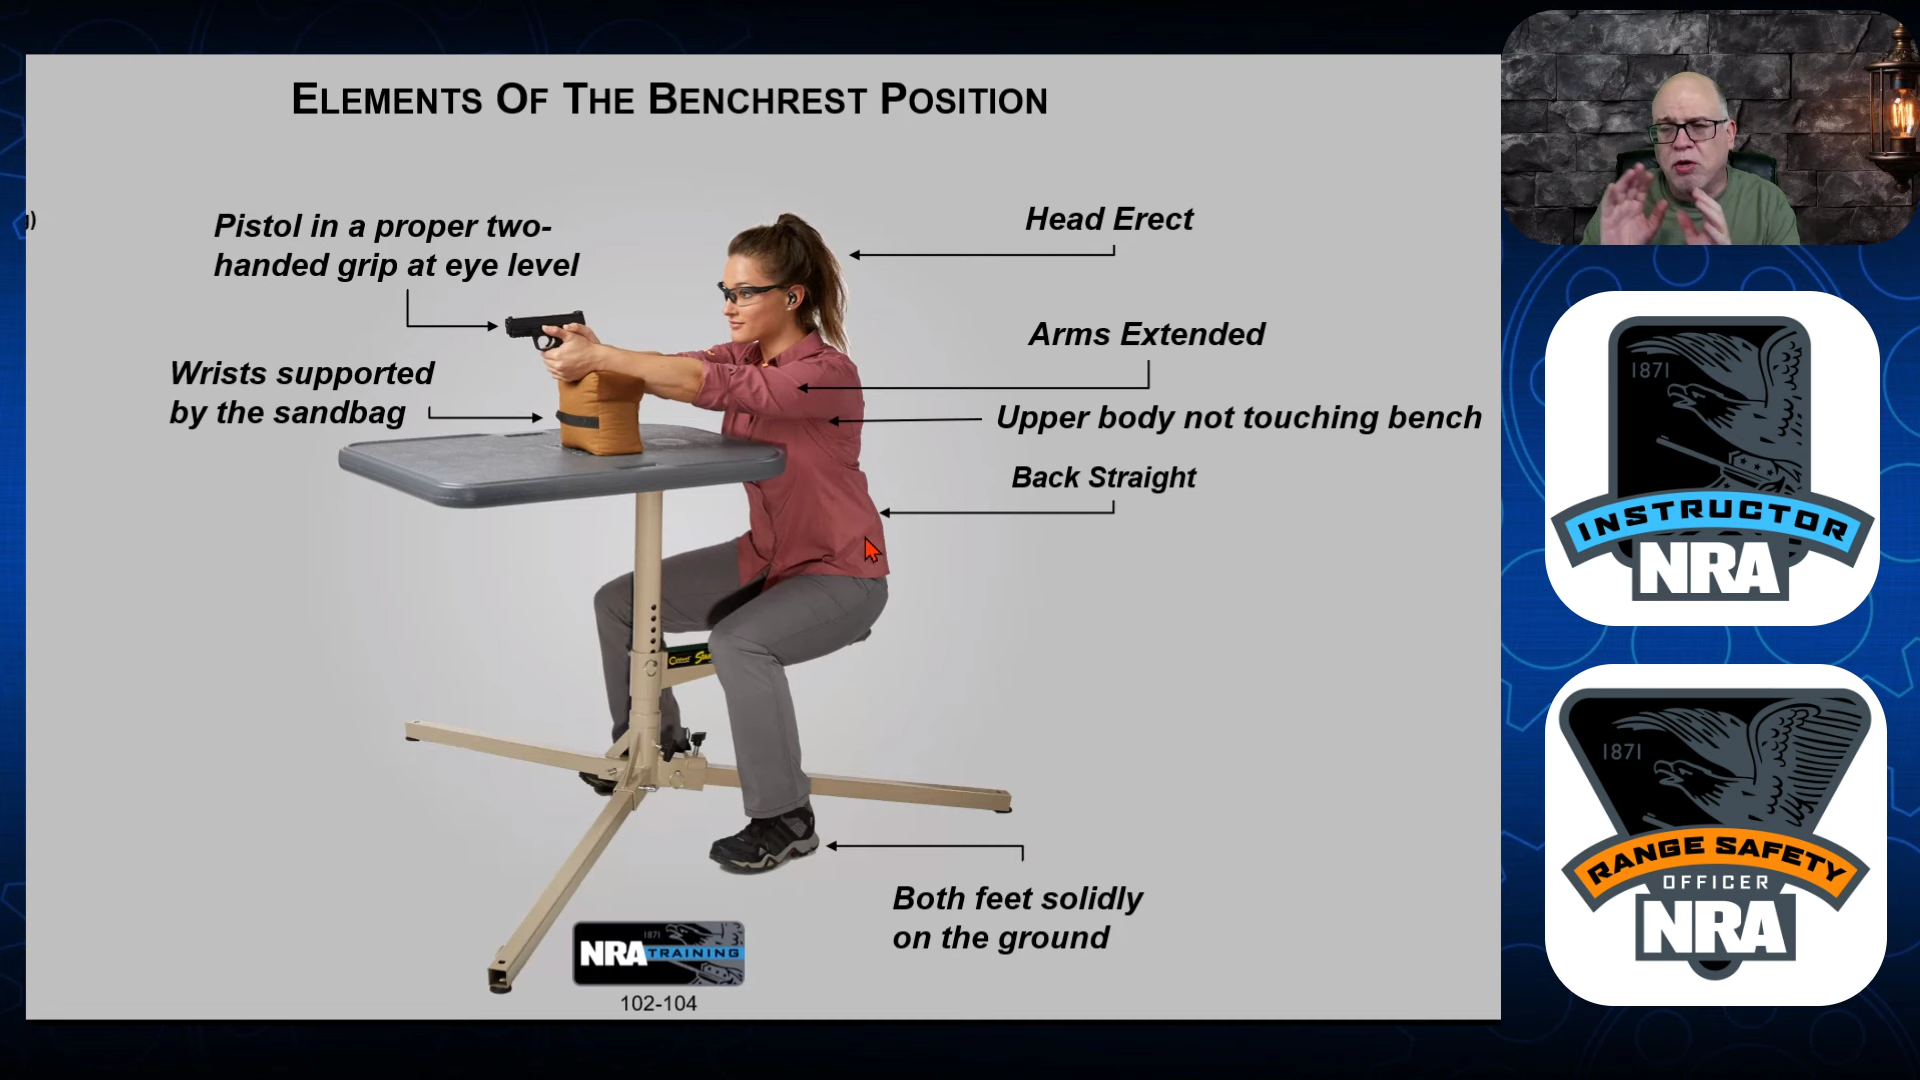 ELEMENTS OF THE BENCHREST POSITION
g)
Pistol in a proper two-
handed grip at eye level
Head Erect
Arms Extended
Wrists supported
by the sandbag
Upper body not touching bench
Back Straight
Both feet solidly
on the ground
1871
NRA TRAINING
102-104
1871
INSTRUCTOR
NRA
1871
RANGE SAFETY
OFFICER
NRA